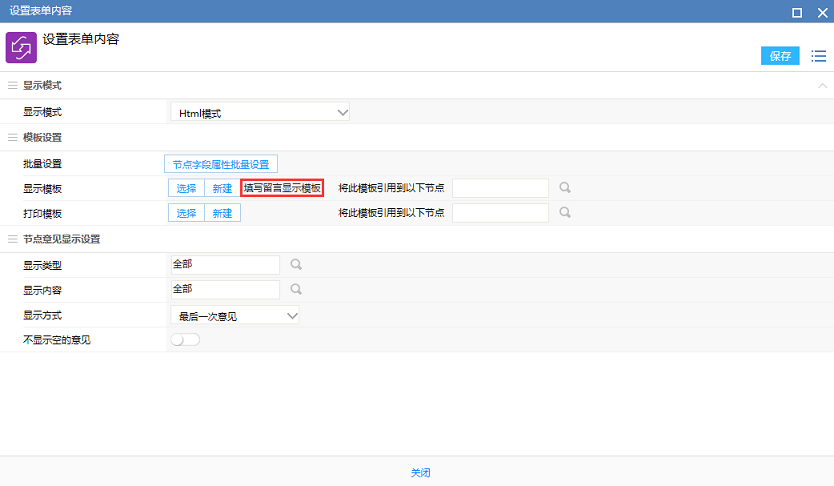 设置表单内容
设置表单内容
保存
显示模式
显示模式 Html模式
模板设置
批量设置 节点字段属性批量设置
显示模板 选择 新建 填写留言显示模板 将此模板引用到以下节点
打印模板 选择 新建 将此模板引用到以下节点
节点意见显示设置
显示类型 全部
显示内容 全部
显示方式 最后一次意见
不显示空的意见
关闭